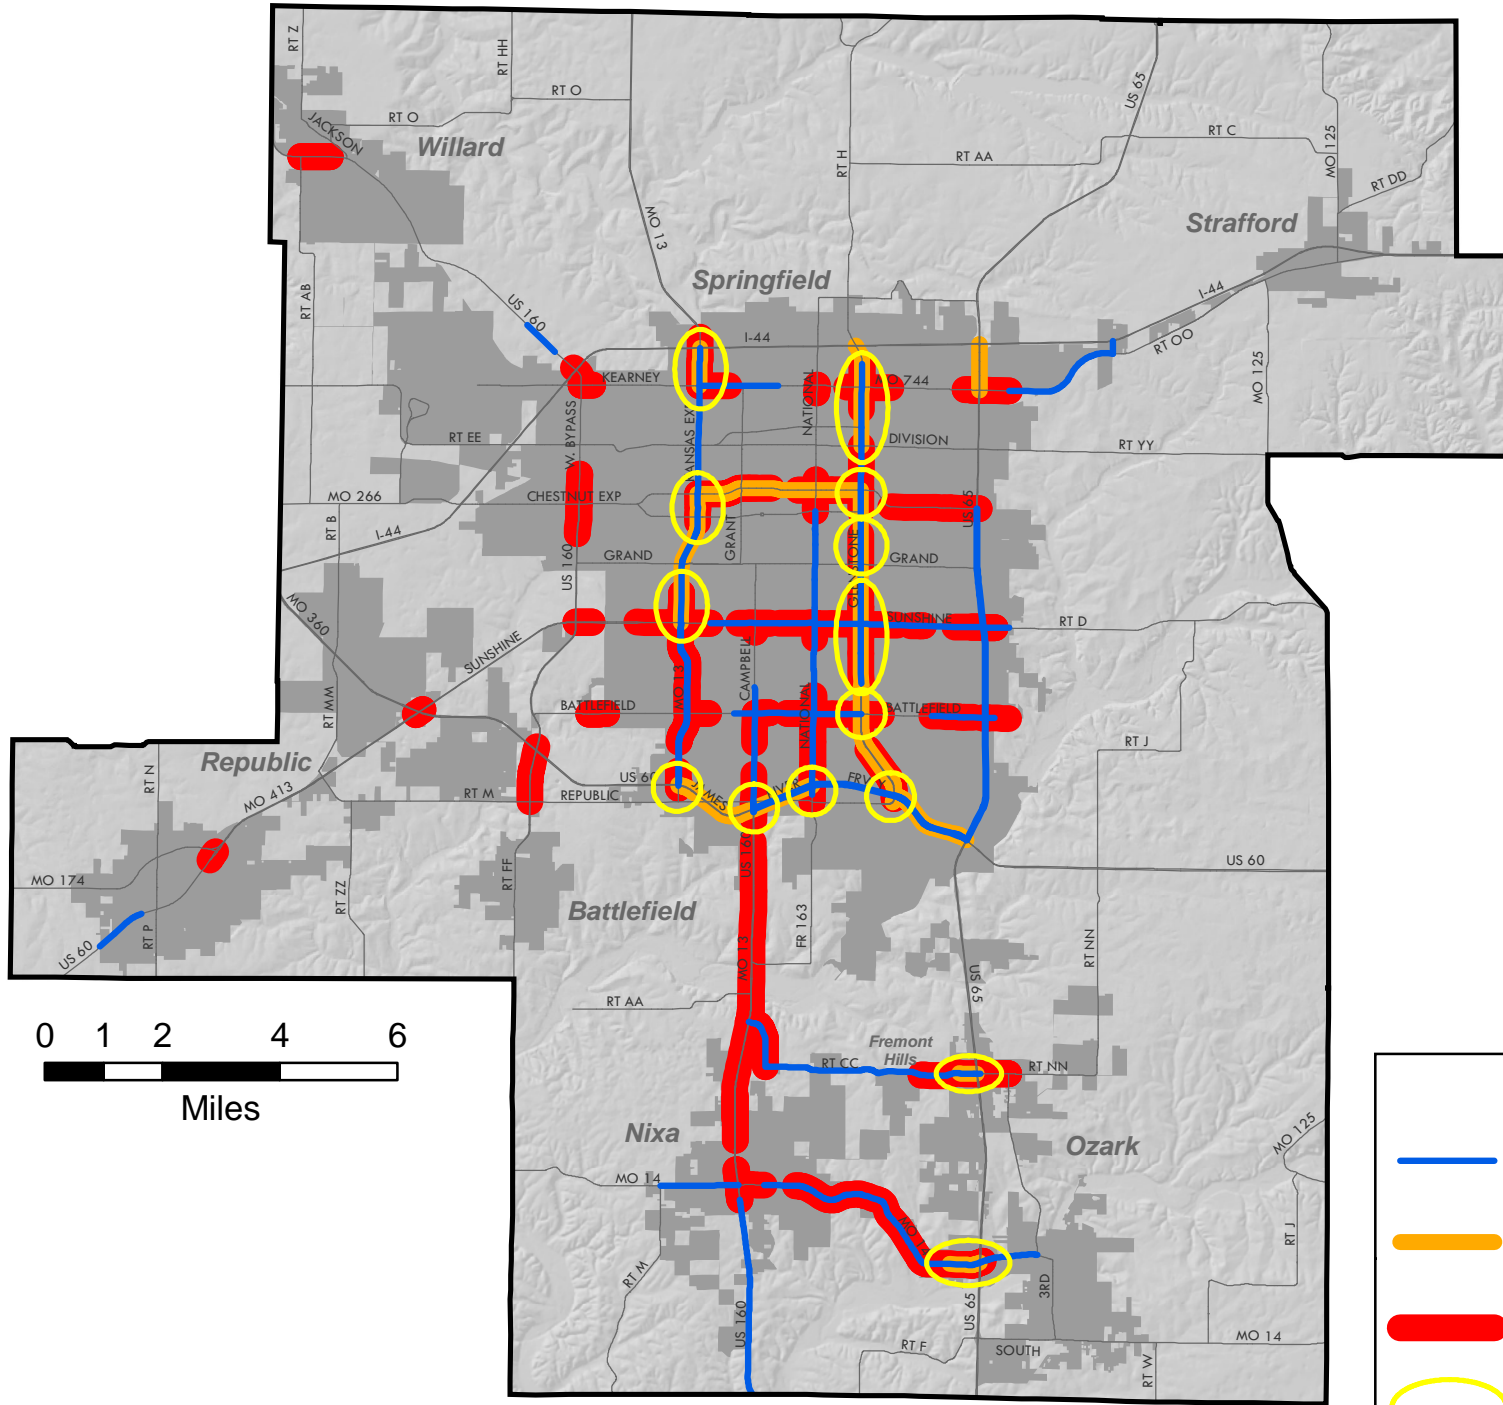 RT Z
RT HH
RT O
RT O
JACKSON
Willard
MO 13
RT H
US 65
RT C
RT AA
MO 125
RT DD
Strafford
Springfield
RT AB
US 160
I-44
I-44
RT OO
MO 125
KEARNEY
MO 744
NATIONAL
W. BYPASS
RT EE
DIVISION
RT YY
MO 266
CHESTNUT EXP
RT B
I-44
US 65
GRANT
GRAND
GRAND
US 160
GLENSTONE
MO 360
SUNSHINE
SUNSHINE
RT D
CAMPBELL
MO 13
RT MM
BATTLEFIELD
BATTLEFIELD
NATIONAL
RT J
Republic
RT N
MO 413
US 60
RT M
REPUBLIC
JAMES
US 160
US 60
MO 174
RT ZZ
RT FF
Battlefield
RT P
US 60
FR 163
MO 13
RT NN
US 65
RT AA
0 1 2 4 6
Miles
Fremont
Hills
RT CC
RT NN
Nixa
Ozark
MO 125
MO 14
RT J
RT M
3RD
US 160
US 65
RT F
SOUTH
MO 14
RT W